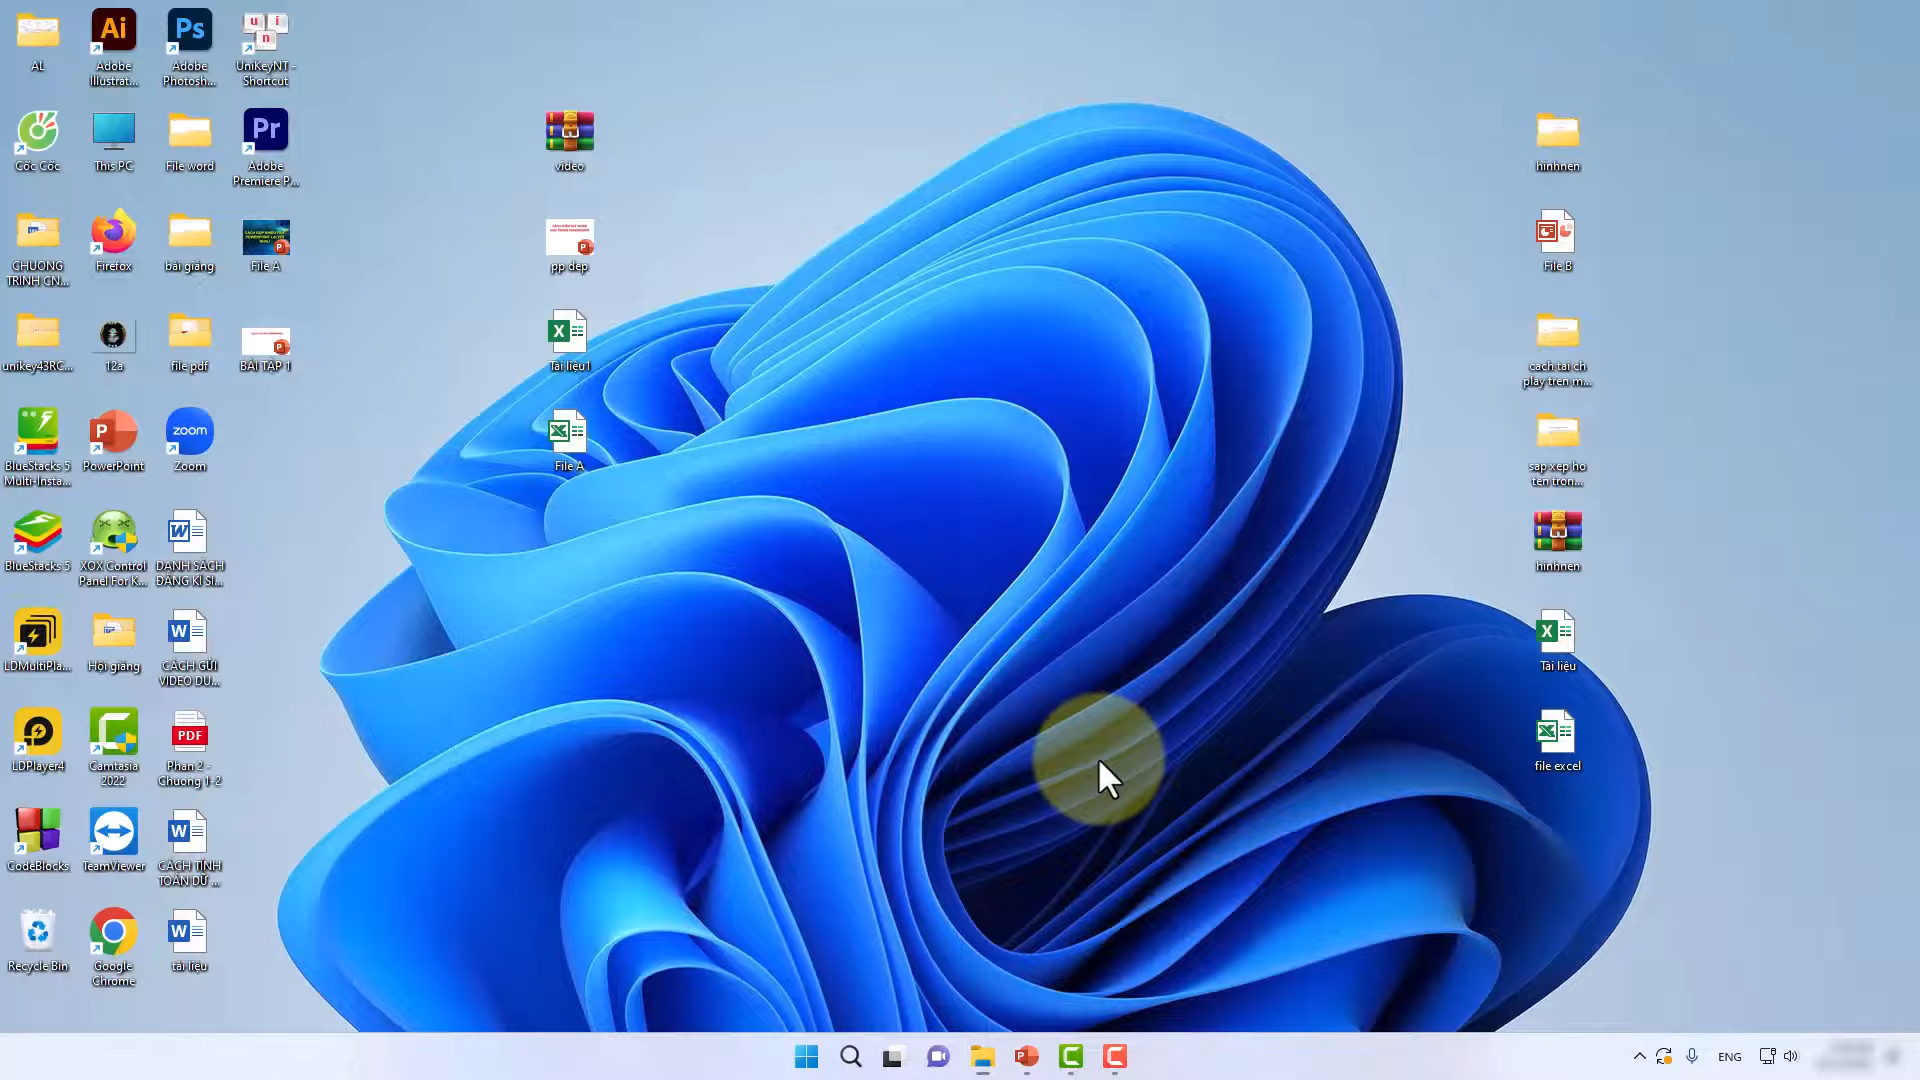 AL
Adobe
Illustrat...
Adobe
Photosh...
UniKeyNT -
Shortcut
Cốc Cốc
This PC
File word
Adobe
Premiere P...
CHUONG
TRINH CN...
Firefox
bài giảng
File A
unikey43RC...
12a
file pdf
BÀI TẬP 1
BlueStacks 5
Multi-Insta...
PowerPoint
zoom
Zoom
BlueStacks 5
XOX Control
Panel For K...
DANH SÁCH
ĐĂNG KÍ SI...
LDMultiPla...
Hội giảng
CÁCH GỬI
VIDEO DU...
LDPlayer4
Camtasia
2022
PDF
Phan 2 -
Chuong 1-2
CodeBlocks
TeamViewer
CÁCH TÍNH
TOÁN DỮ ...
Recycle Bin
Google
Chrome
tài liệu
video
pp dep
Tài liệu1
File A
hinhnen
File B
cach tai ch
play tren m...
sap xep ho
ten tron...
hinhnen
Tài liệu
file excel
ENG